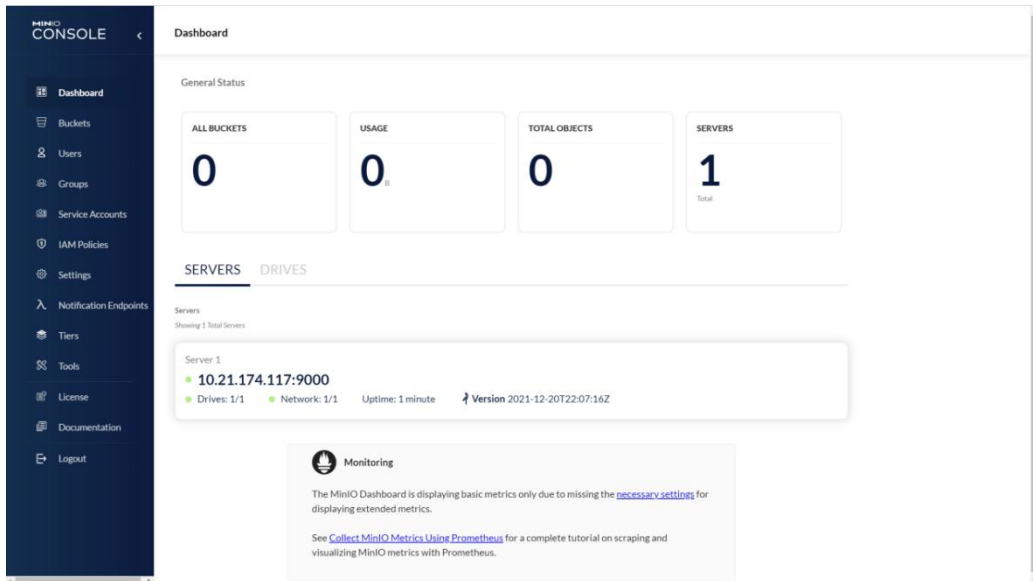 MINIO
CONSOLE
Dashboard
Buckets
Users
Groups
Service Accounts
IAM Policies
Settings
Notification Endpoints
Tiers
Tools
License
Documentation
Logout
Dashboard
General Status
ALL BUCKETS
0
USAGE
0 B
TOTAL OBJECTS
0
SERVERS
1
Total
SERVERS DRIVES
Servers
Showing 1 Total Servers
Server 1
10.21.174.117:9000
Drives: 1/1 Network: 1/1 Uptime: 1 minute Version 2021-12-20T22:07:16Z
Monitoring
The MinIO Dashboard is displaying basic metrics only due to missing the necessary settings for
displaying extended metrics.
See Collect MinIO Metrics Using Prometheus for a complete tutorial on scraping and
visualizing MinIO metrics with Prometheus.